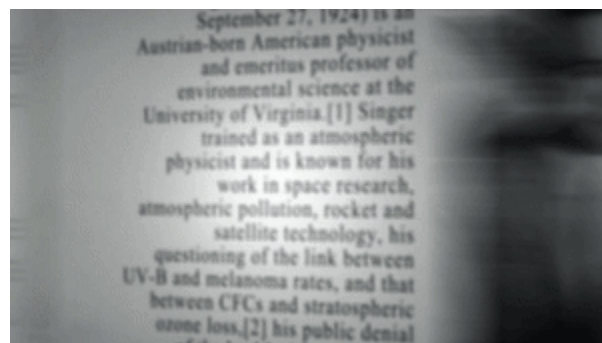 September 27, 1924) is an
Austrian-born American physicist
and emeritus professor of
environmental science at the
University of Virginia.[1] Singer
trained as an atmospheric
physicist and is known for his
work in space research,
atmospheric pollution, rocket and
satellite technology, his
questioning of the link between
UV-B and melanoma rates, and that
between CFCs and stratospheric
ozone loss,[2] his public denial